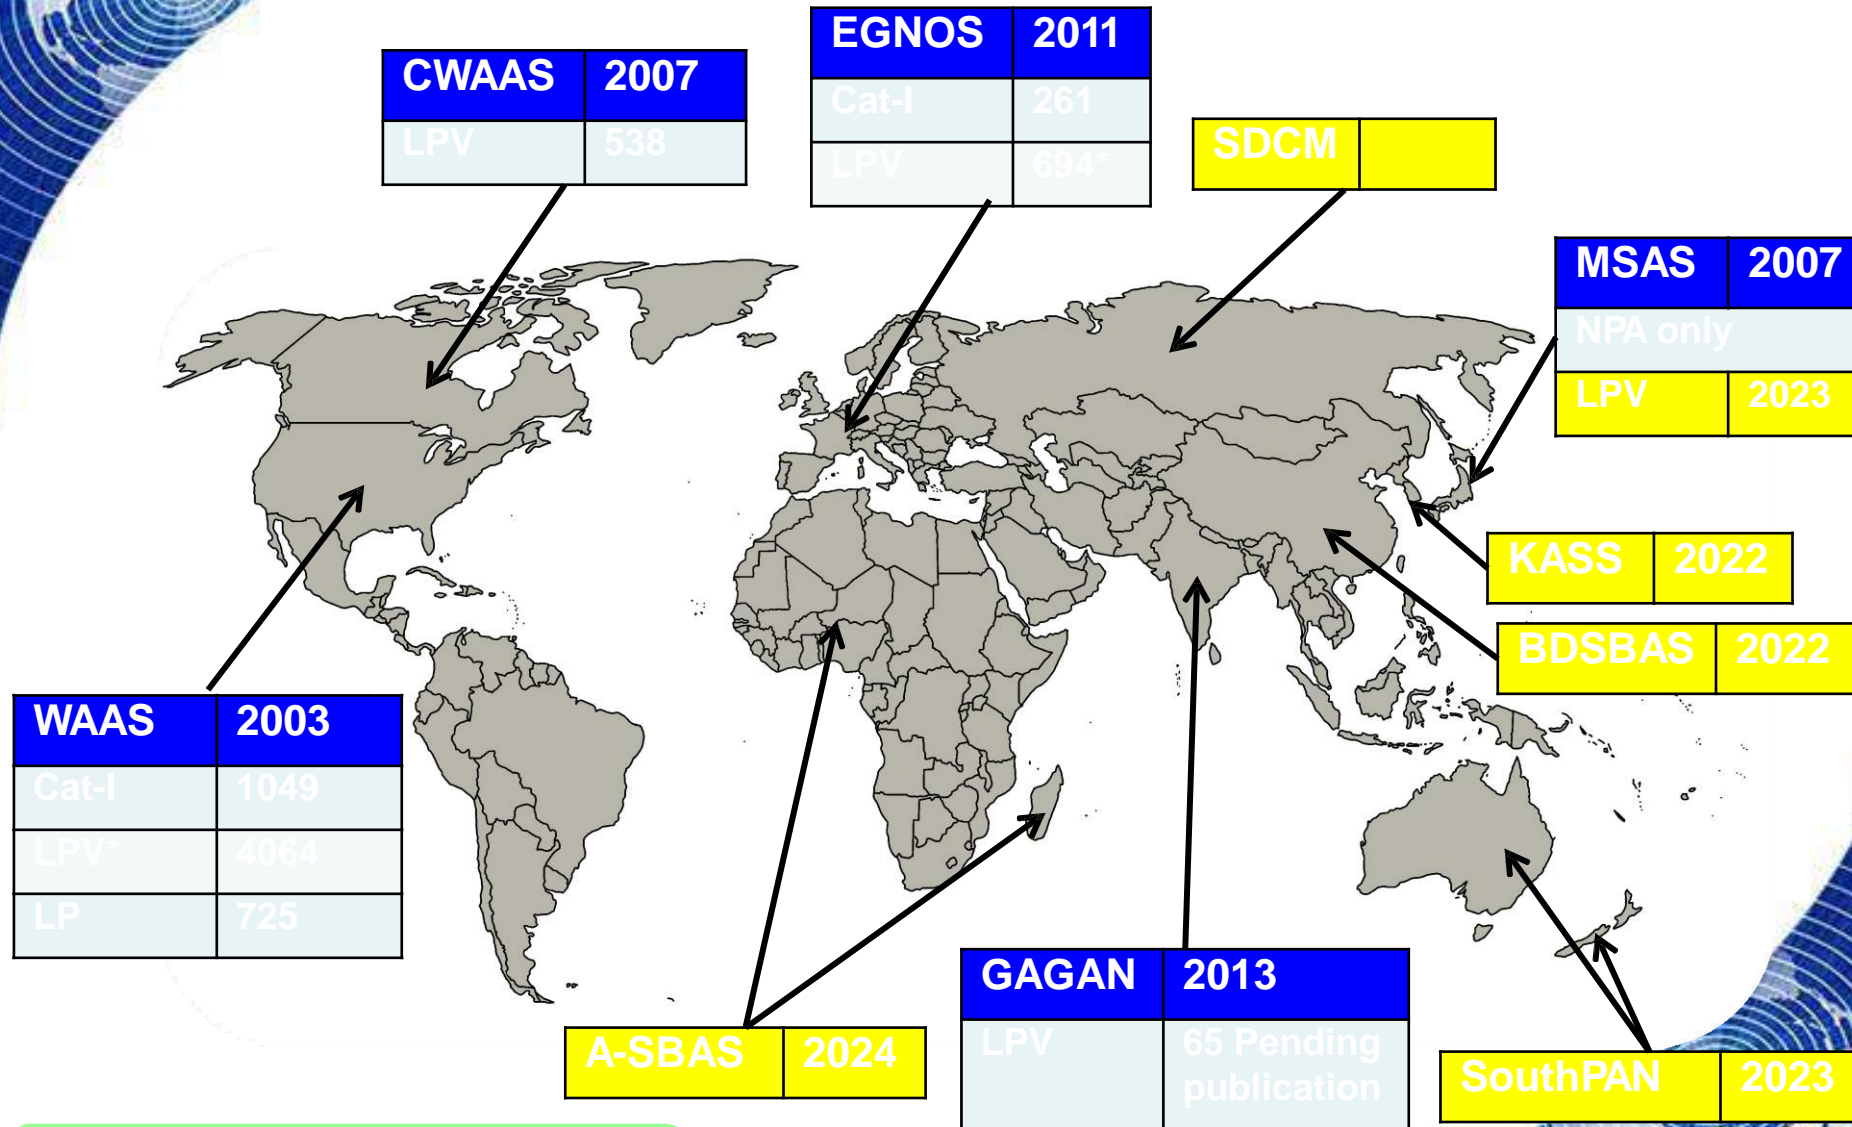 EGNOS 2011
Cat-I 261
LPV 694*
CWAAS 2007
LPV 538
SDCM
MSAS 2007
NPA only
LPV 2023
KASS 2022
BDSBAS 2022
WAAS 2003
Cat-I 1049
LPV* 4064
LP 725
GAGAN 2013
LPV 65 Pending
publication
A-SBAS 2024
SouthPAN 2023